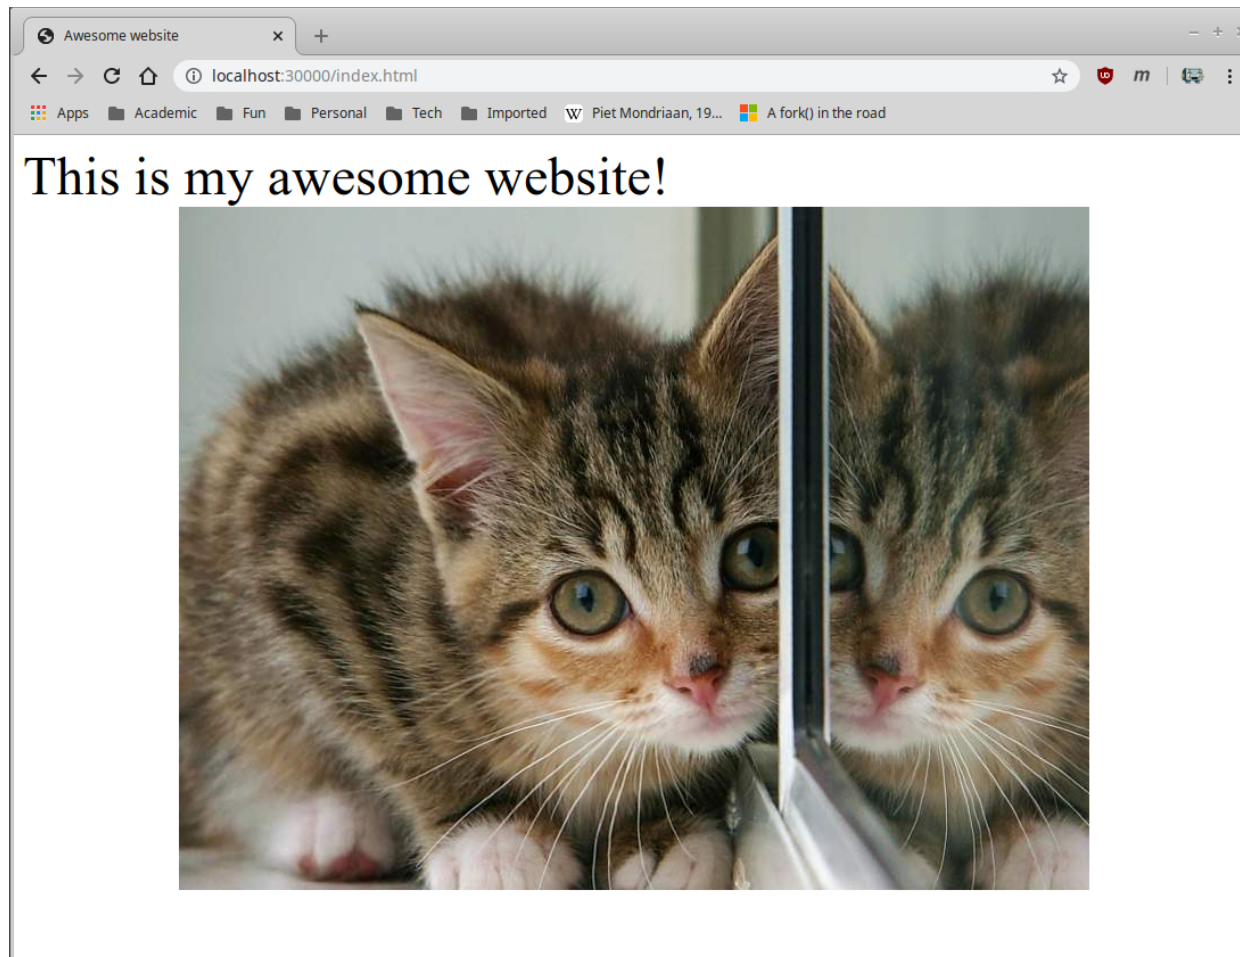 Awesome website
localhost:30000/index.html
Apps Academic Fun Personal Tech Imported W Piet Mondriaan, 19... A fork() in the road
This is my awesome website!